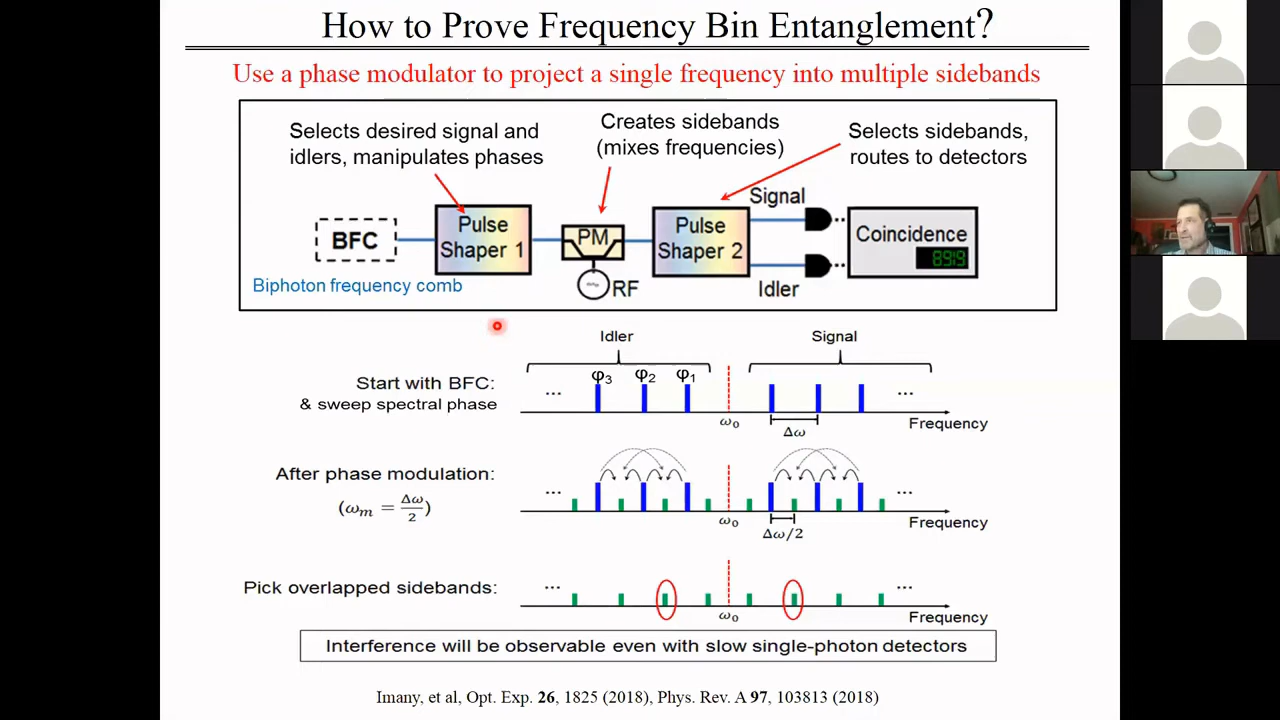 How to Prove Frequency Bin Entanglement?
Use a phase modulator to project a single frequency into multiple sidebands
Selects desired signal and
idlers, manipulates phases
Creates sidebands
(mixes frequencies)
Selects sidebands,
routes to detectors
BFC
Biphoton frequency comb
Pulse
Shaper 1
PM
RF
Pulse
Shaper 2
Signal
Idler
Coincidence
8919
Idler
Signal
Start with BFC:
& sweep spectral phase
... φ3 φ2 φ1 ...
ω0
Δω
Frequency
After phase modulation:
(ωm = Δω/2)
... ...
ω0
Δω/2
Frequency
Pick overlapped sidebands:
... ...
ω0
Frequency
Interference will be observable even with slow single-photon detectors
Imany, et al, Opt. Exp. 26, 1825 (2018), Phys. Rev. A 97, 103813 (2018)